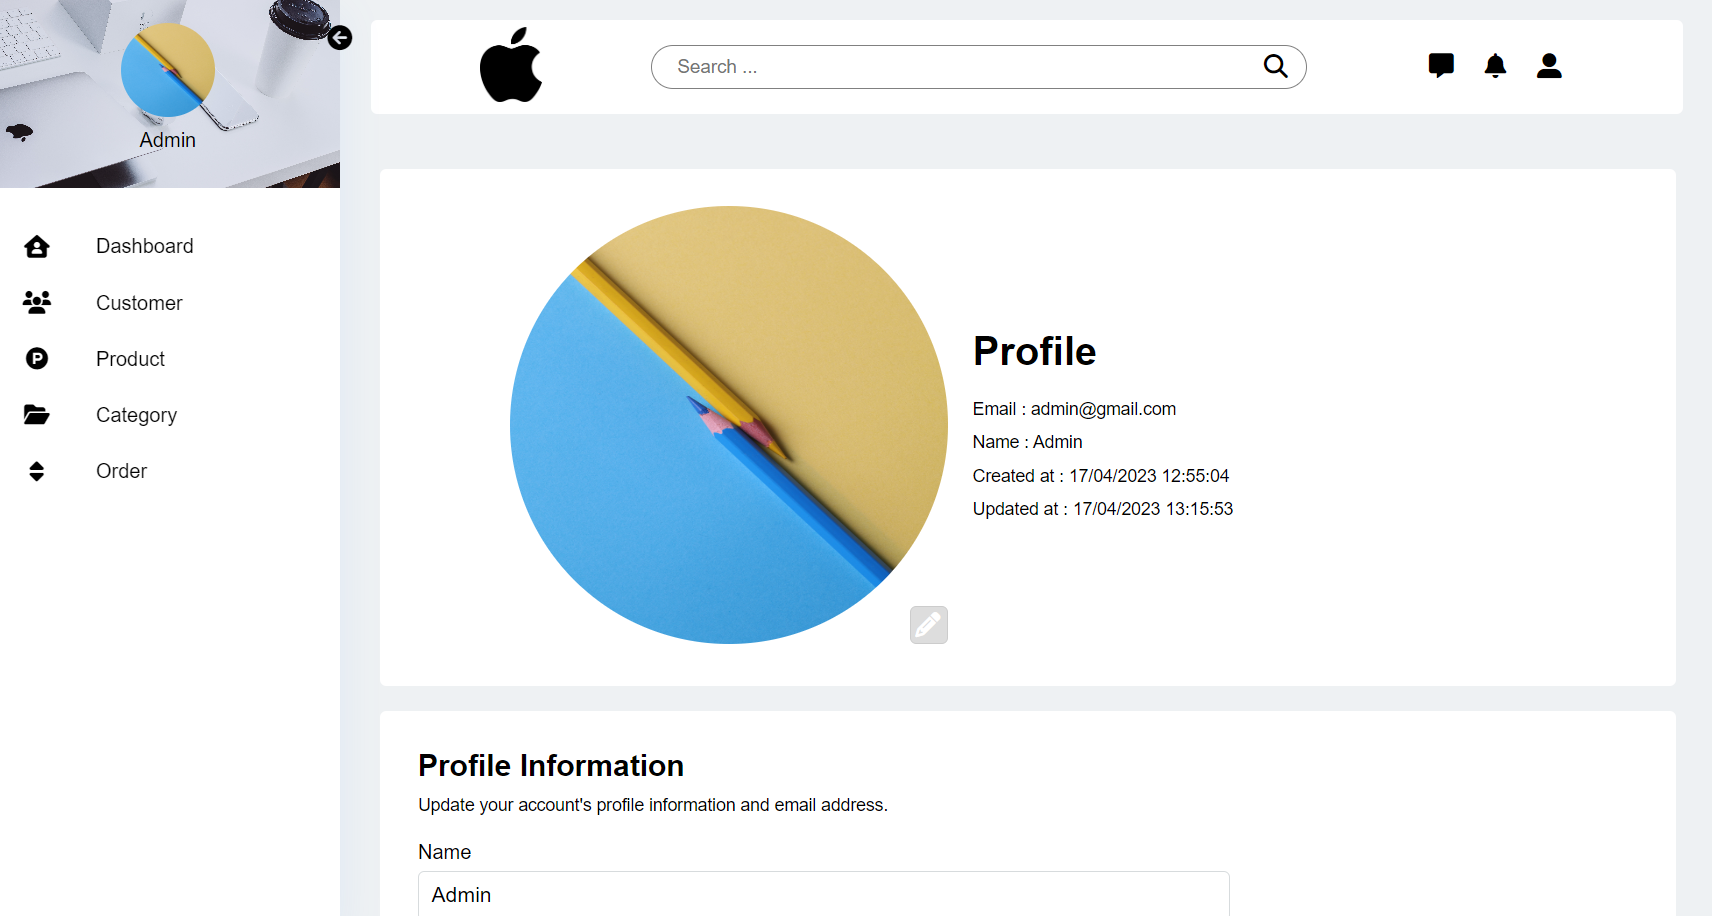 Admin
Dashboard
Customer
Product
Category
Order
Search ...
Profile
Email : admin@gmail.com
Name : Admin
Created at : 17/04/2023 12:55:04
Updated at : 17/04/2023 13:15:53
Profile Information
Update your account's profile information and email address.
Name
Admin